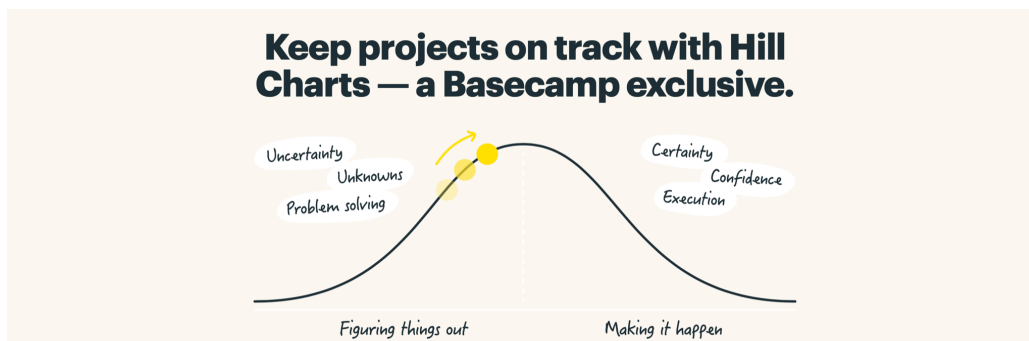 Keep projects on track with Hill
Charts — a Basecamp exclusive.
Uncertainty
Unknowns
Problem solving
Certainty
Confidence
Execution
Figuring things out
Making it happen